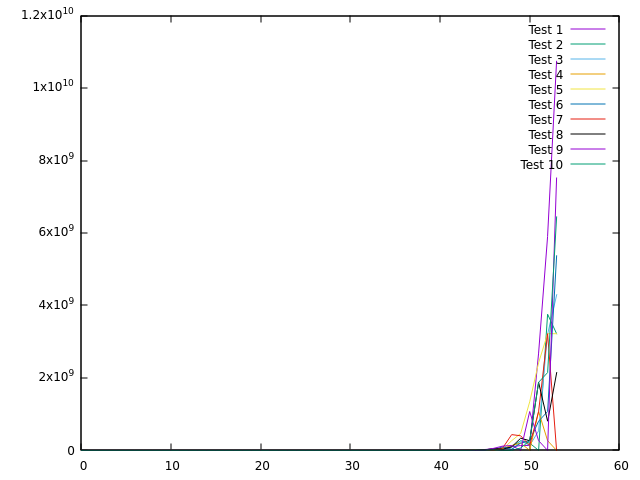 1.2x10^10
1x10^10
8x10^9
6x10^9
4x10^9
2x10^9
0
0 10 20 30 40 50 60
Test 1
Test 2
Test 3
Test 4
Test 5
Test 6
Test 7
Test 8
Test 9
Test 10